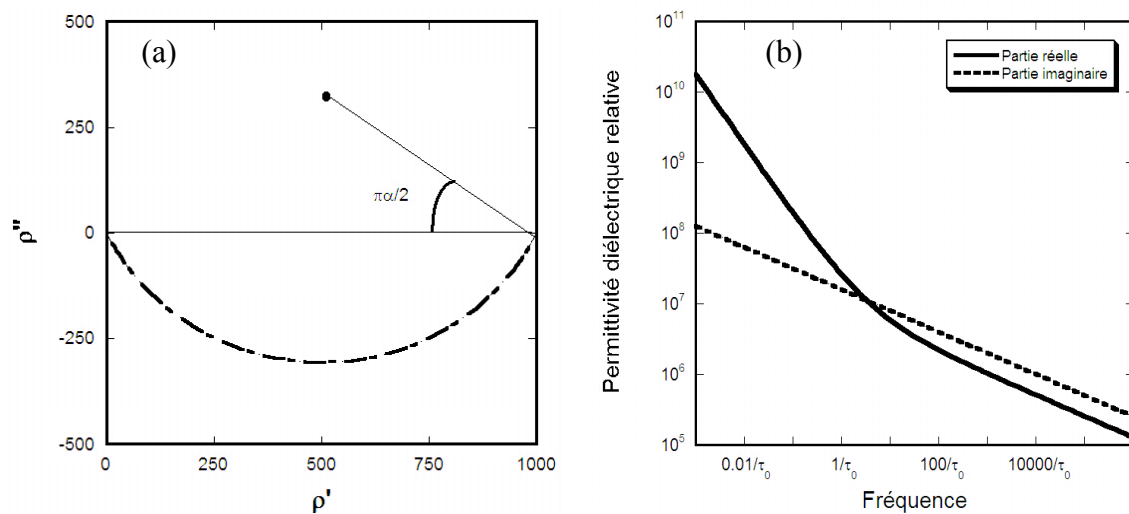 (a)
500
250
0
-250
-500
ρ"
πα/2
0 250 500 750 1000
ρ'
(b)
Partie réelle
Partie imaginaire
10¹¹
10¹⁰
10⁹
10⁸
10⁷
10⁶
10⁵
Permittivité diélectrique relative
0.01/τ₀ 1/τ₀ 100/τ₀ 10000/τ₀
Fréquence